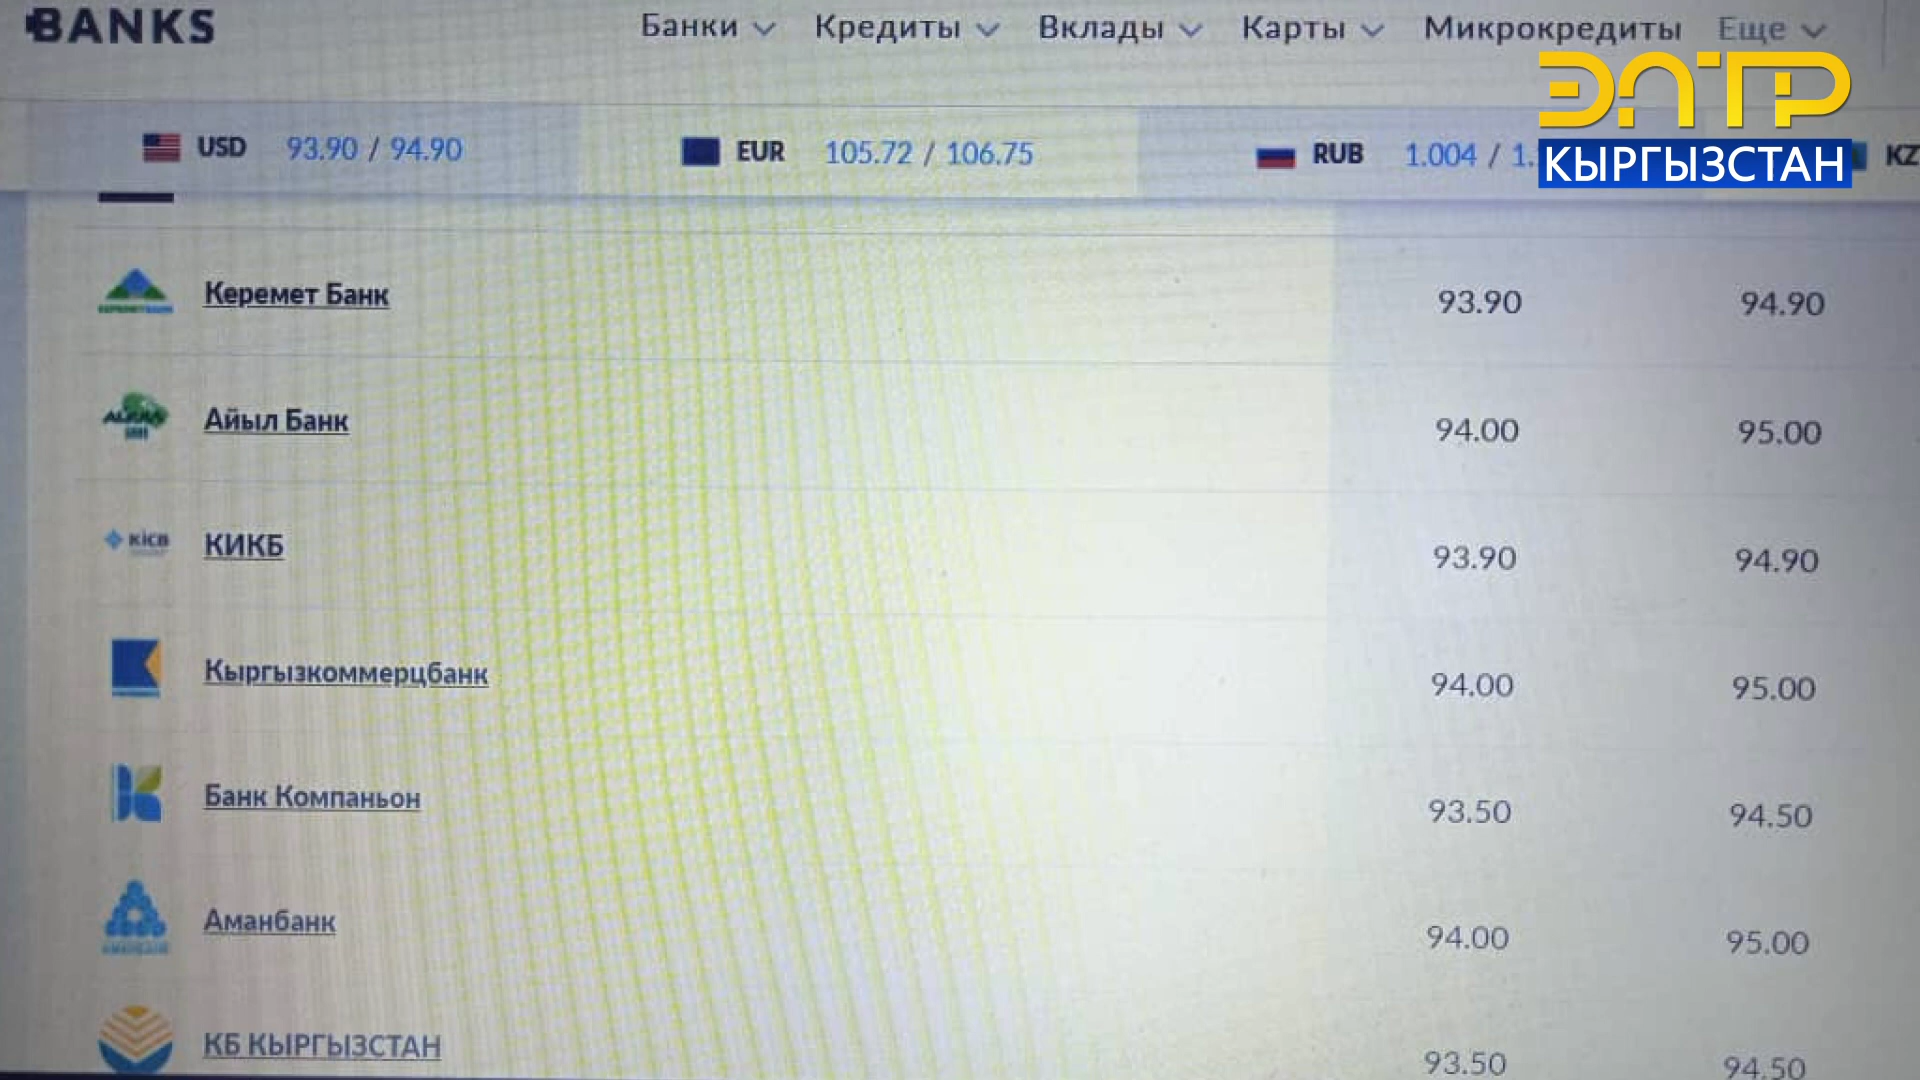 BANKS Банки Кредиты Вклады Карты Микрокредиты Еще
USD 93.90 / 94.90 EUR 105.72 / 106.75 RUB 1.004 / 1. KZ
ЭЛТР
КЫРГЫЗСТАН
Керемет Банк 93.90 94.90
Айыл Банк 94.00 95.00
KICB КИКБ 93.90 94.90
Кыргызкоммерцбанк 94.00 95.00
Банк Компаньон 93.50 94.50
Аманбанк 94.00 95.00
КБ КЫРГЫЗСТАН 93.50 94.50